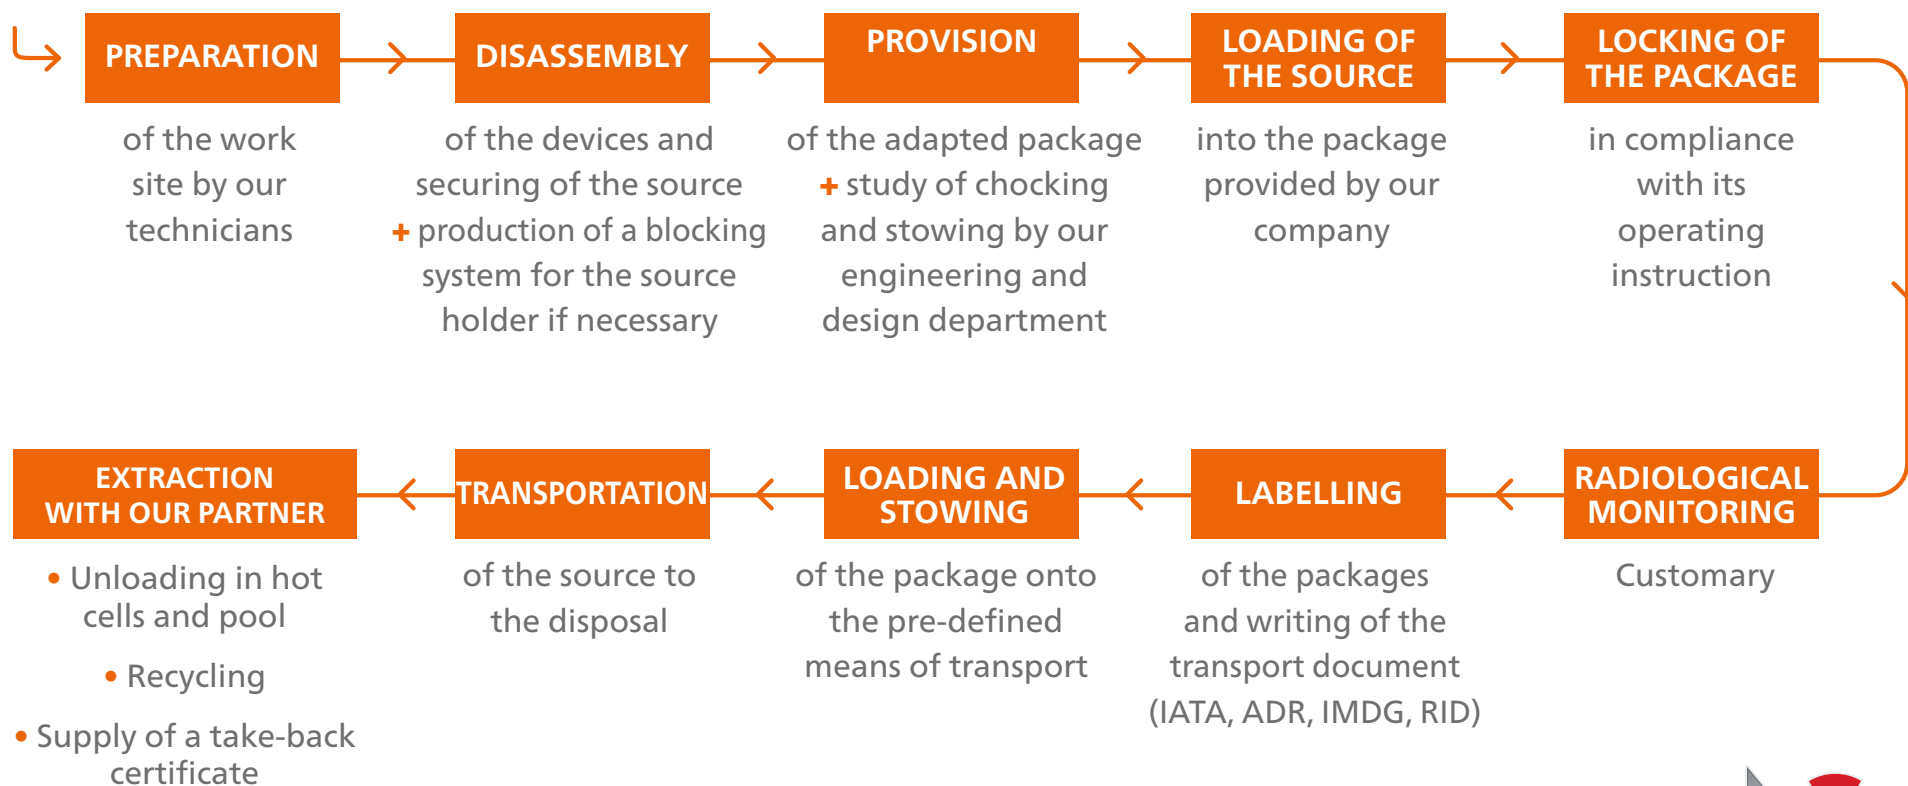 PREPARATION
of the work
site by our
technicians
DISASSEMBLY
of the devices and
securing of the source
+ production of a blocking
system for the source
holder if necessary
PROVISION
of the adapted package
+ study of chocking
and stowing by our
engineering and
design department
LOADING OF
THE SOURCE
into the package
provided by our
company
LOCKING OF
THE PACKAGE
in compliance
with its
operating
instruction
RADIOLOGICAL
MONITORING
Customary
LABELLING
of the packages
and writing of the
transport document
(IATA, ADR, IMDG, RID)
LOADING AND
STOWING
of the package onto
the pre-defined
means of transport
TRANSPORTATION
of the source to
the disposal
EXTRACTION
WITH OUR PARTNER
• Unloading in hot
cells and pool
• Recycling
• Supply of a take-back
certificate